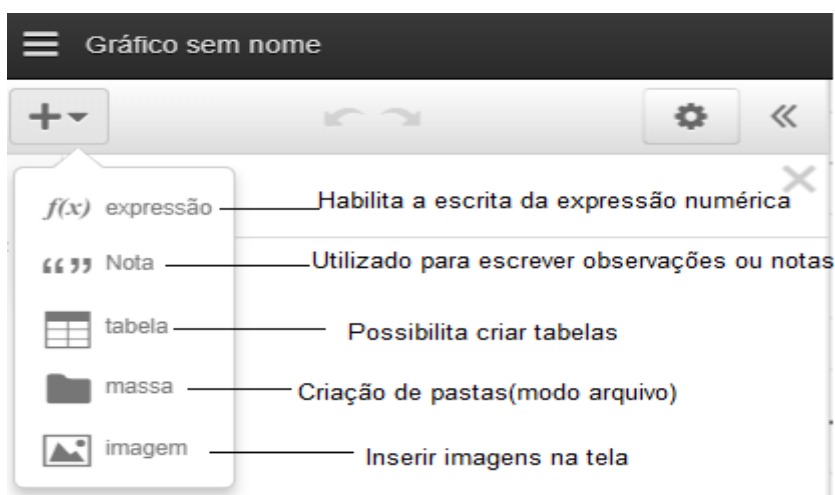 Gráfico sem nome
f(x) expressão Habilita a escrita da expressão numérica
“” Nota Utilizado para escrever observações ou notas
tabela Possibilita criar tabelas
massa Criação de pastas(modo arquivo)
imagem Inserir imagens na tela